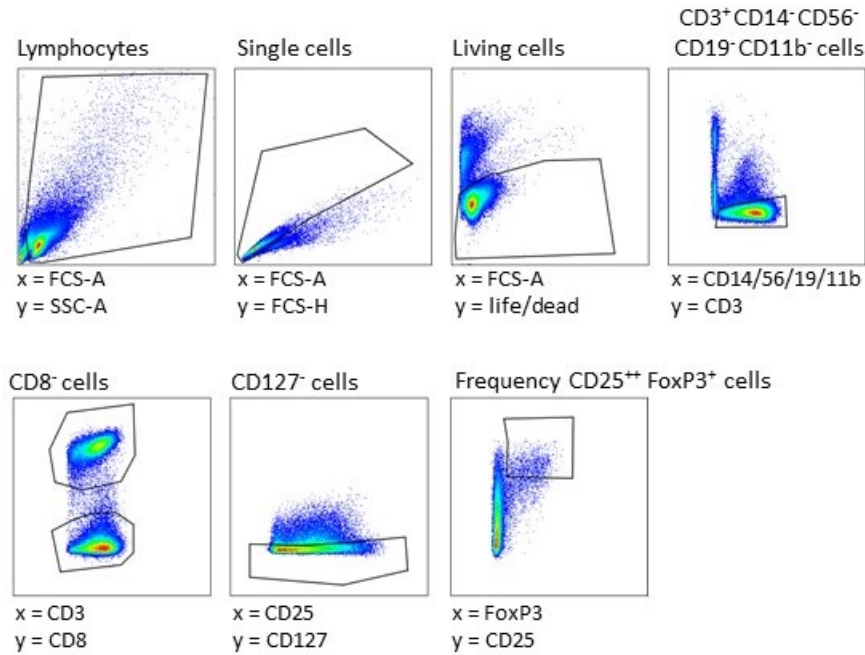 CD3⁺ CD14⁻ CD56⁻
Lymphocytes Single cells Living cells CD19⁻ CD11b⁻ cells
x = FCS-A x = FCS-A x = FCS-A x = CD14/56/19/11b
y = SSC-A y = FCS-H y = life/dead y = CD3
CD8⁻ cells CD127⁻ cells Frequency CD25⁺⁺ FoxP3⁺ cells
x = CD3 x = CD25 x = FoxP3
y = CD8 y = CD127 y = CD25